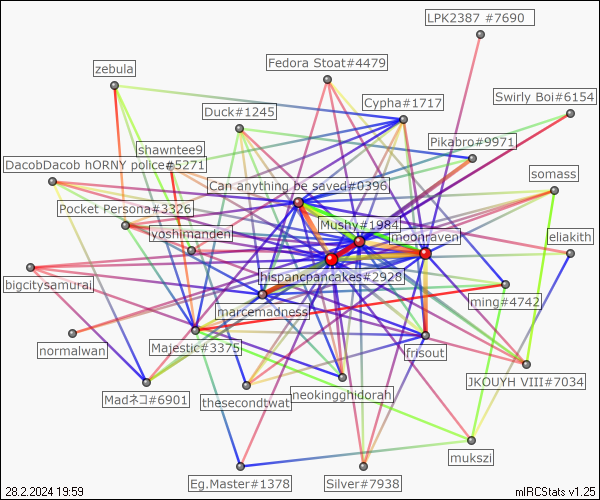 LPK2387 #7690
Fedora Stoat#4479
zebula
Swirly Boi#6154
Cypha#1717
Duck#1245
Pikabro#9971
shawntee9
DacobDacob hORNY police#5271
somass
Can anything be saved#0396
Pocket Persona#3326
Mushy#1984
yoshimanden
moonraven
eliakith
hispancpancakes#2928
bigcitysamurai
ming#4742
marcemadness
Majestic#3375
normalwan
frisout
JKOUYH VIII#7034
neokingghidorah
Madネコ#6901
thesecondtwat
mukszi
Eg.Master#1378
Silver#7938
28.2.2024 19:59
mIRCStats v1.25